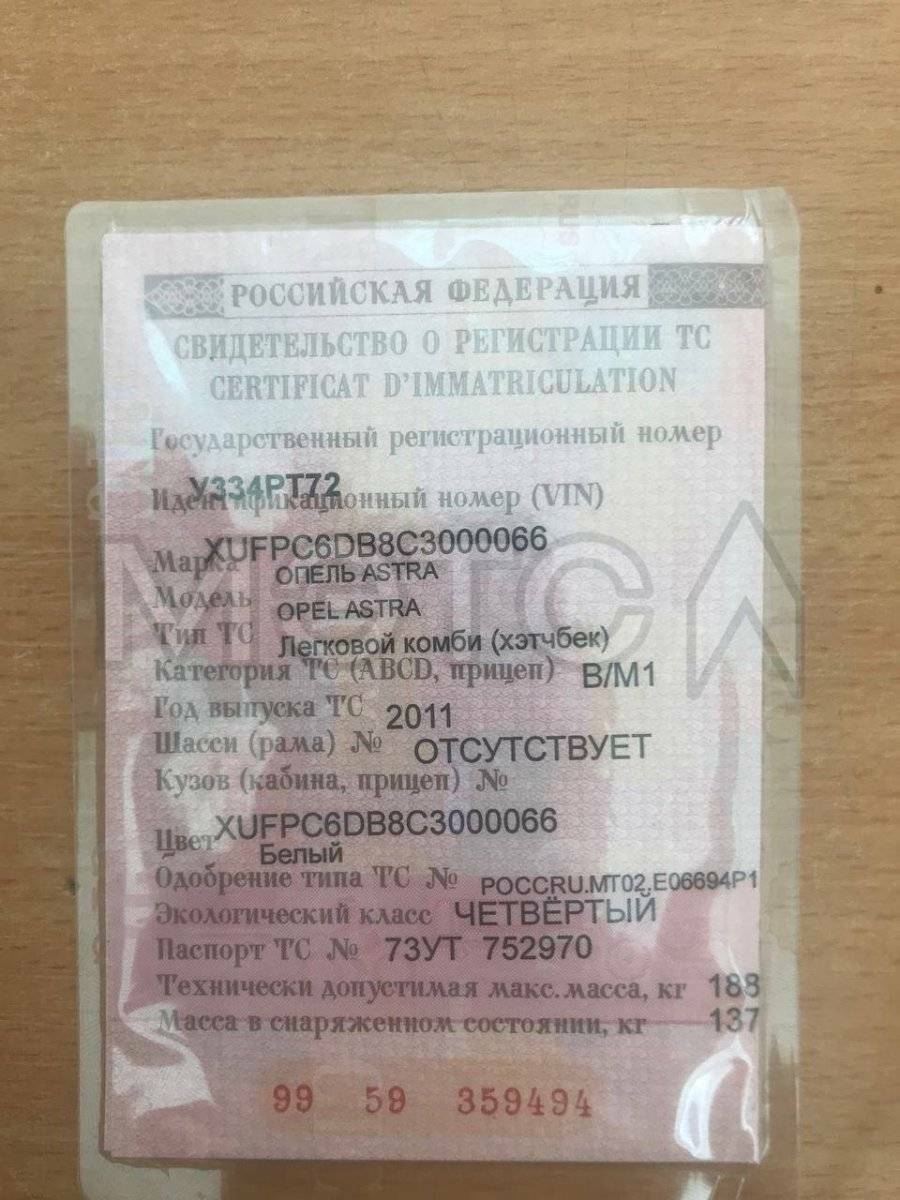 RUS
РОССИЙСКАЯ ФЕДЕРАЦИЯ
СВИДЕТЕЛЬСТВО О РЕГИСТРАЦИИ ТС
CERTIFICAT D'IMMATRICULATION
Государственный регистрационный номер
У334РТ72
Идентификационный номер (VIN)
XUFPC6DB8C3000066
Марка ОПЕЛЬ ASTRA
Модель OPEL ASTRA
Тип ТС Легковой комби (хэтчбек)
Категория ТС (ABCD, прицеп) B/M1
Год выпуска ТС 2011
Шасси (рама) № ОТСУТСТВУЕТ
Кузов (кабина, прицеп) №
XUFPC6DB8C3000066
Цвет Белый
Одобрение типа ТС № РОССRU.MT02.E06694P1
Экологический класс ЧЕТВЁРТЫЙ
Паспорт ТС № 73УТ 752970
Технически допустимая макс. масса, кг 188
Масса в снаряженном состоянии, кг 137
99 59 359494